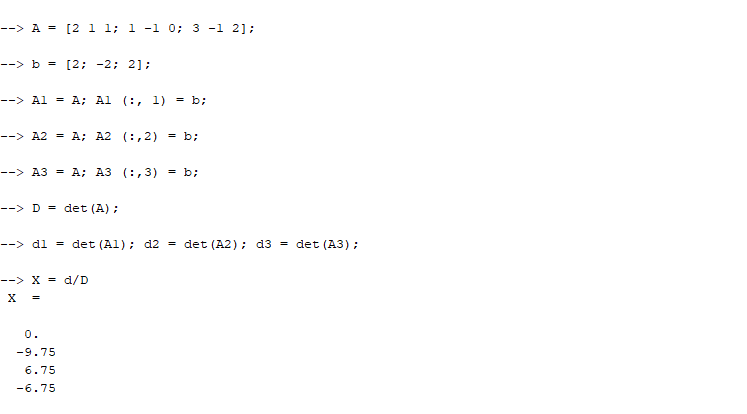 --> A = [2 1 1; 1 -1 0; 3 -1 2];
--> b = [2; -2; 2];
--> A1 = A; A1 (:, 1) = b;
--> A2 = A; A2 (:,2) = b;
--> A3 = A; A3 (:,3) = b;
--> D = det(A);
--> d1 = det(A1); d2 = det(A2); d3 = det(A3);
--> X = d/D
X =
0.
-9.75
6.75
-6.75